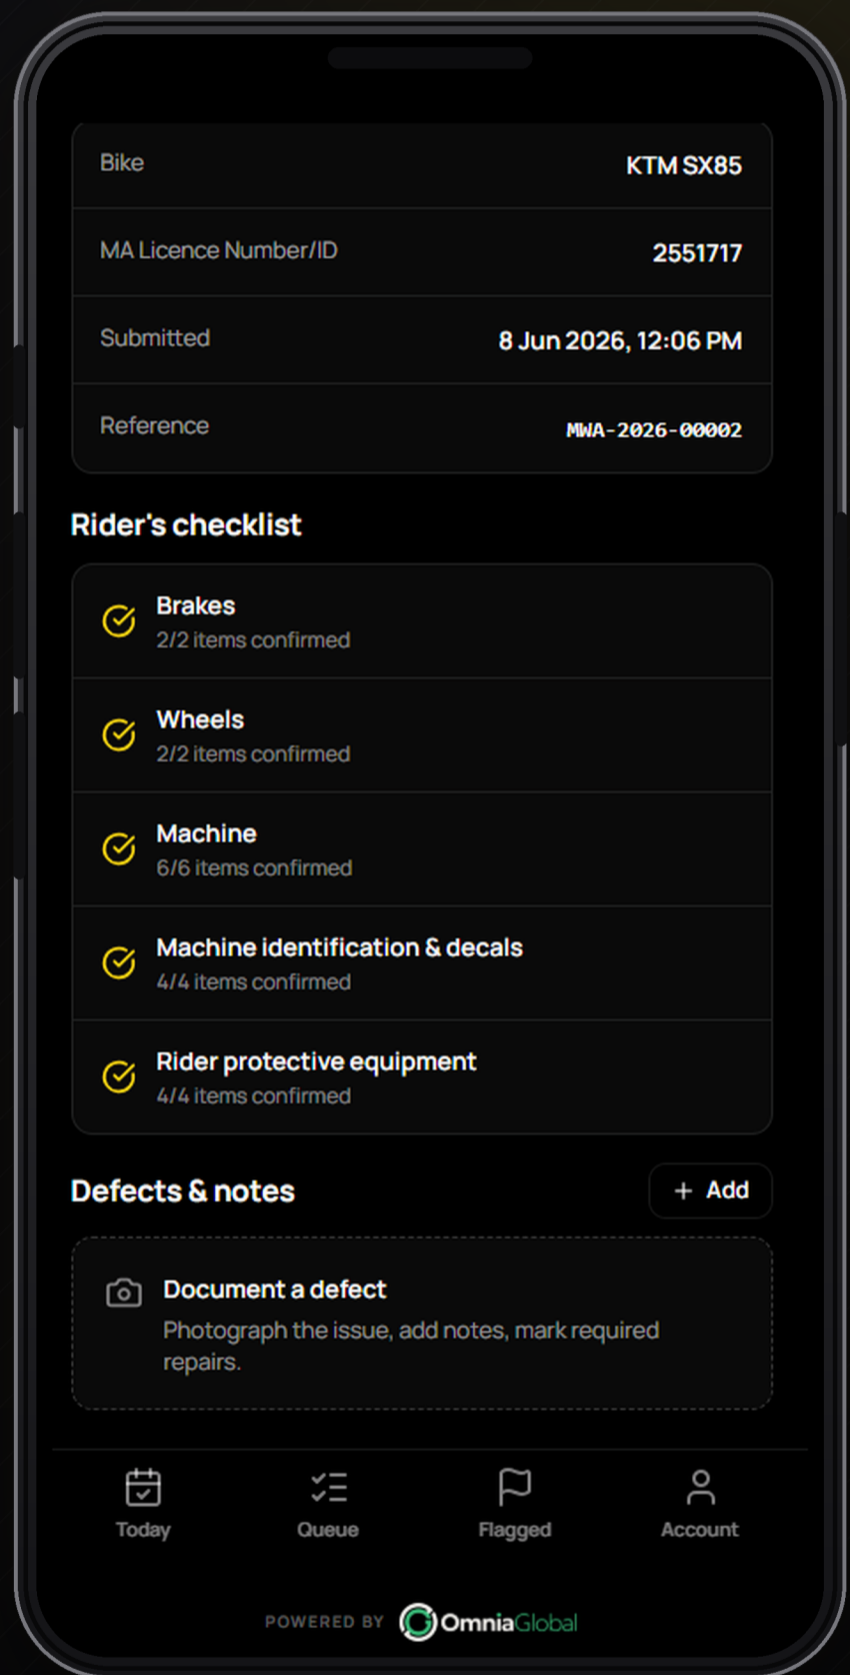 Bike KTM SX85
MA Licence Number/ID 2551717
Submitted 8 Jun 2026, 12:06 PM
Reference MWA-2026-00002
Rider's checklist
Brakes
2/2 items confirmed
Wheels
2/2 items confirmed
Machine
6/6 items confirmed
Machine identification & decals
4/4 items confirmed
Rider protective equipment
4/4 items confirmed
Defects & notes + Add
Document a defect
Photograph the issue, add notes, mark required
repairs.
Today Queue Flagged Account
POWERED BY OmniaGlobal